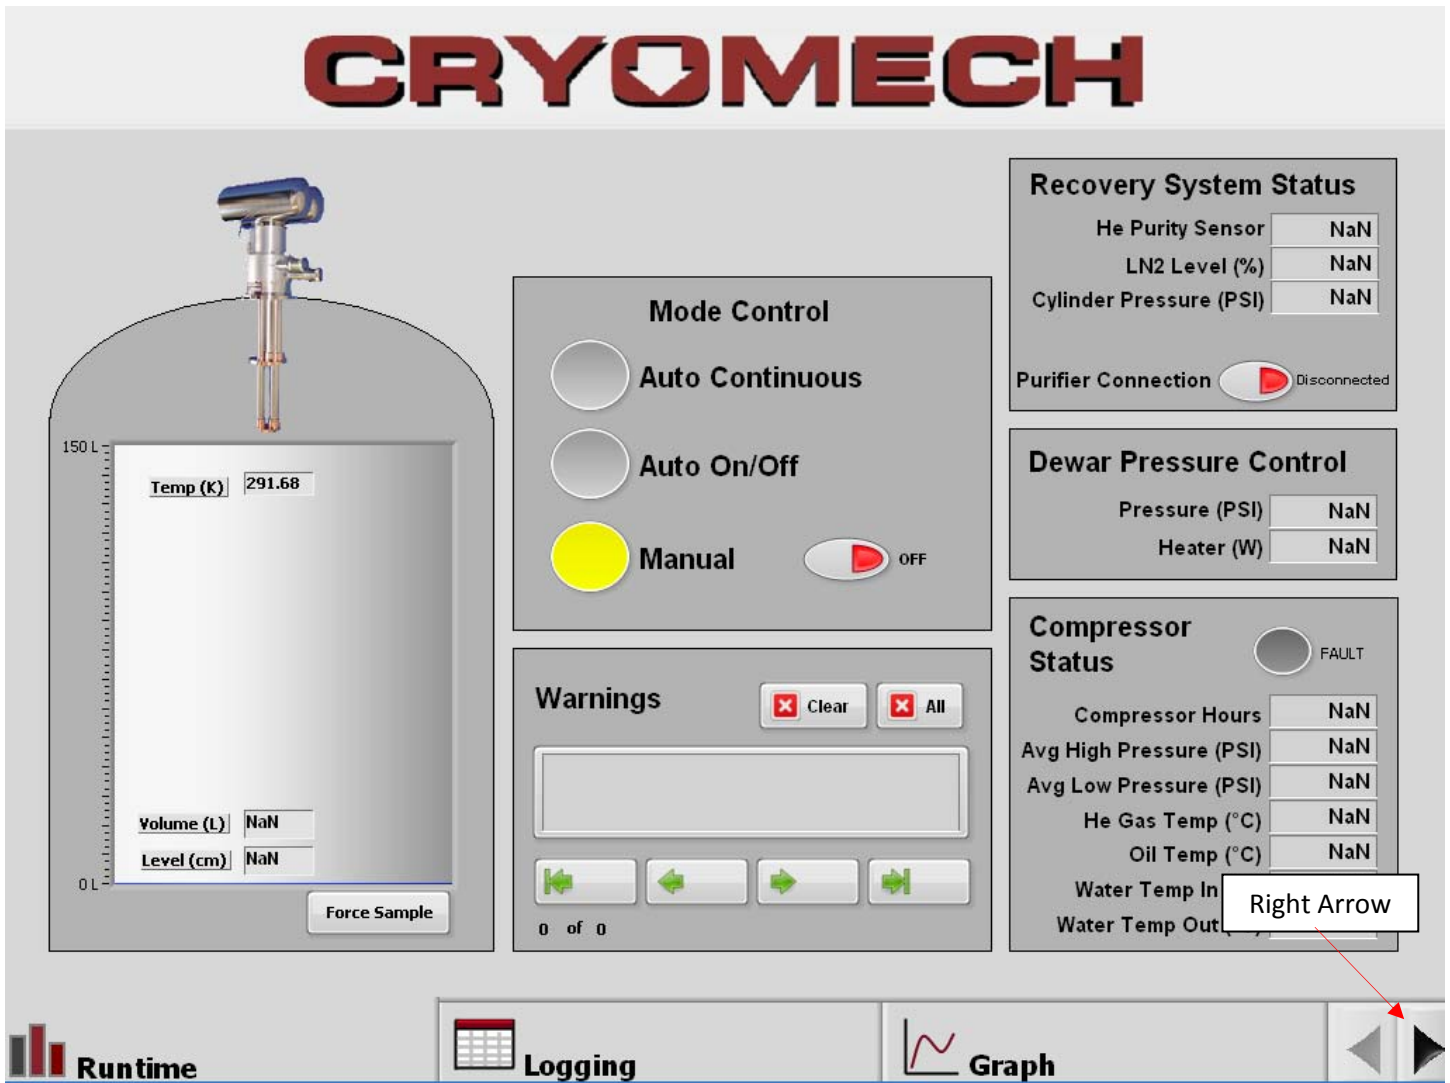 CRYOMECH
150 L
Temp (K) 291.68
Volume (L) NaN
Level (cm) NaN
0 L
Force Sample
Mode Control
Auto Continuous
Auto On/Off
Manual OFF
Warnings Clear All
0 of 0
Recovery System Status
He Purity Sensor NaN
LN2 Level (%) NaN
Cylinder Pressure (PSI) NaN
Purifier Connection Disconnected
Dewar Pressure Control
Pressure (PSI) NaN
Heater (W) NaN
Compressor
Status FAULT
Compressor Hours NaN
Avg High Pressure (PSI) NaN
Avg Low Pressure (PSI) NaN
He Gas Temp (°C) NaN
Oil Temp (°C) NaN
Water Temp In
Water Temp Out
Right Arrow
Runtime Logging Graph